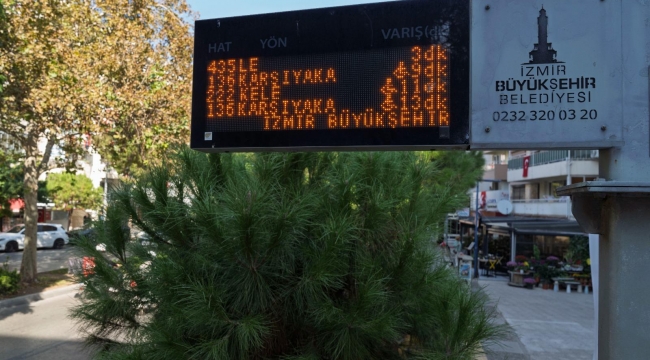 HAT YÖN VARIŞ(dk)
435 LE 3dk
136 KARŞIYAKA 9dk
222 KELE 11dk
136 KARŞIYAKA 13dk
İZMİR BÜYÜKŞEHİR
İZMİR
BÜYÜKŞEHİR
BELEDİYESİ
0232 320 03 20